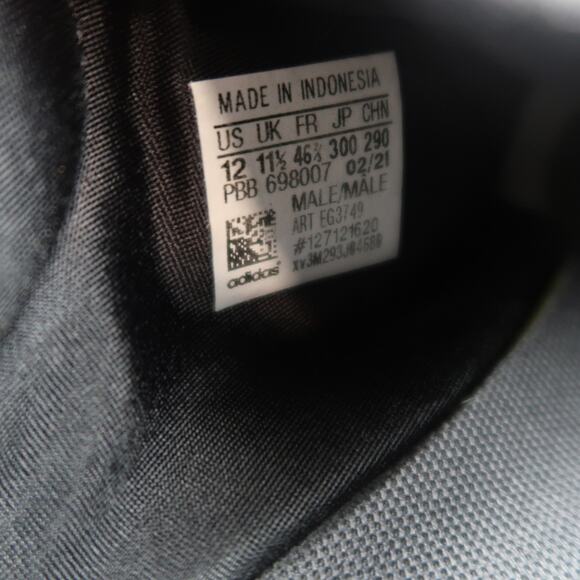 MADE IN INDONESIA
US UK FR JP CHN
12 11½ 46⅔ 300 290
PBB 698007 02/21
MALE/MÂLE
ART EG3749
#127121620
adidas